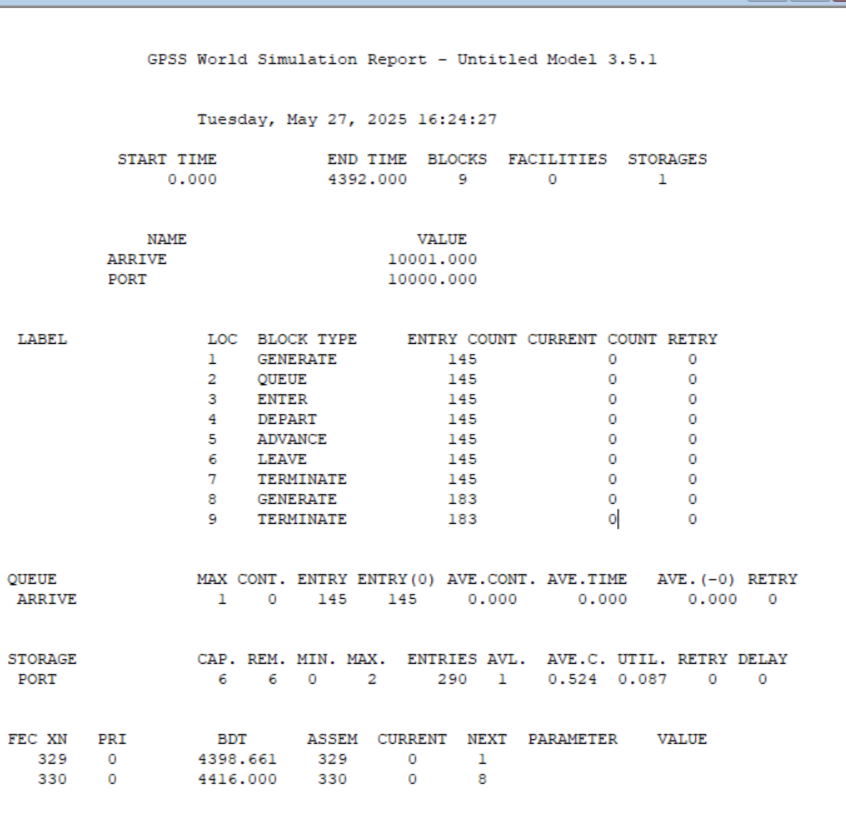 GPSS World Simulation Report - Untitled Model 3.5.1
Tuesday, May 27, 2025 16:24:27
START TIME END TIME BLOCKS FACILITIES STORAGES
0.000 4392.000 9 0 1
NAME VALUE
ARRIVE 10001.000
PORT 10000.000
LABEL LOC BLOCK TYPE ENTRY COUNT CURRENT COUNT RETRY
1 GENERATE 145 0 0
2 QUEUE 145 0 0
3 ENTER 145 0 0
4 DEPART 145 0 0
5 ADVANCE 145 0 0
6 LEAVE 145 0 0
7 TERMINATE 145 0 0
8 GENERATE 183 0 0
9 TERMINATE 183 0 0
QUEUE MAX CONT. ENTRY ENTRY(0) AVE.CONT. AVE.TIME AVE.(-0) RETRY
ARRIVE 1 0 145 145 0.000 0.000 0.000 0
STORAGE CAP. REM. MIN. MAX. ENTRIES AVL. AVE.C. UTIL. RETRY DELAY
PORT 6 6 0 2 290 1 0.524 0.087 0 0
FEC XN PRI BDT ASSEM CURRENT NEXT PARAMETER VALUE
329 0 4398.661 329 0 1
330 0 4416.000 330 0 8